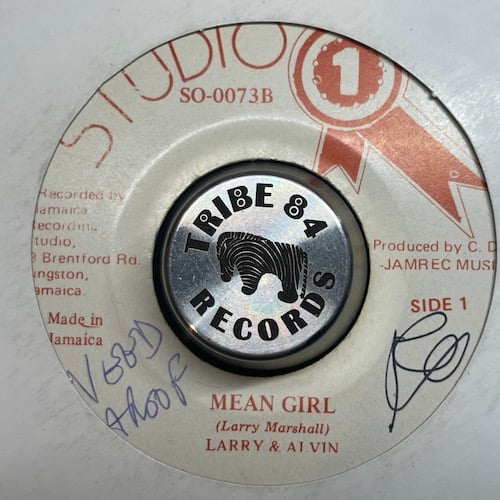 STUDIO
1
SO-0073B
Recorded by
Jamaica
Recording
Studio,
3 Brentford Rd.
Kingston,
Jamaica.
Produced by C. D
-JAMREC MUSI
SIDE 1
Made in
Jamaica
TRIBE 84
RECORDS
MEAN GIRL
(Larry Marshall)
LARRY & ALVIN